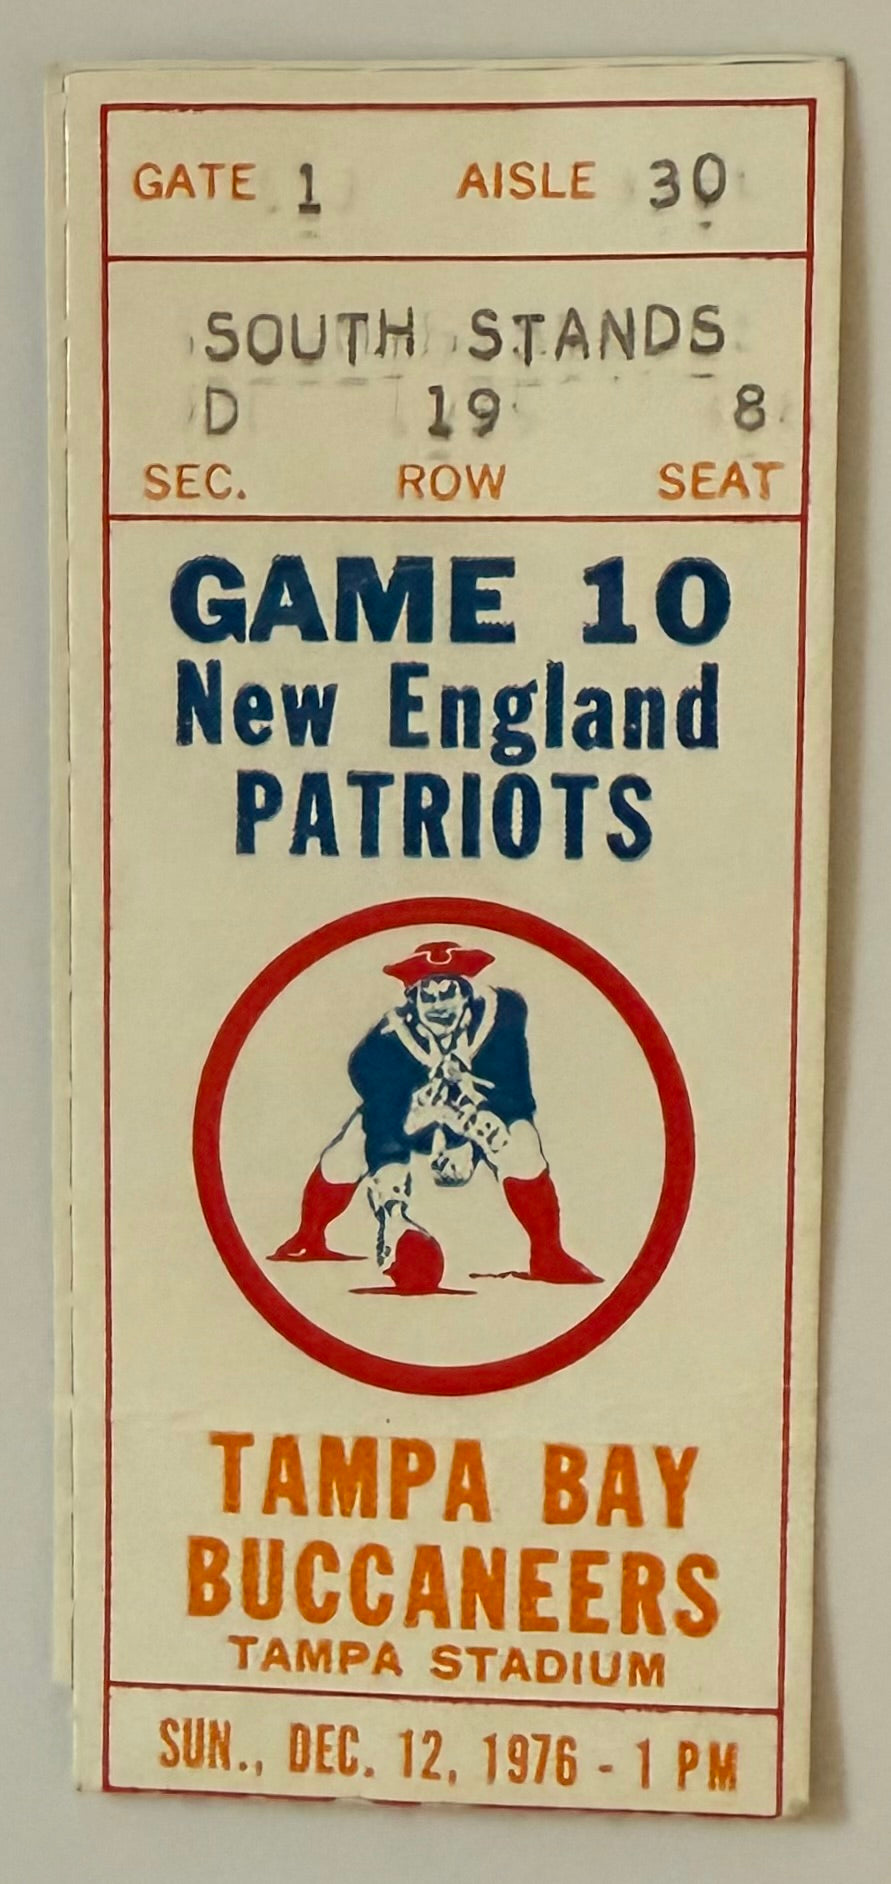 GATE 1 AISLE 30
SOUTH STANDS
D 19 8
SEC. ROW SEAT
GAME 10
New England
PATRIOTS
TAMPA BAY
BUCCANEERS
TAMPA STADIUM
SUN., DEC. 12, 1976 - 1 PM